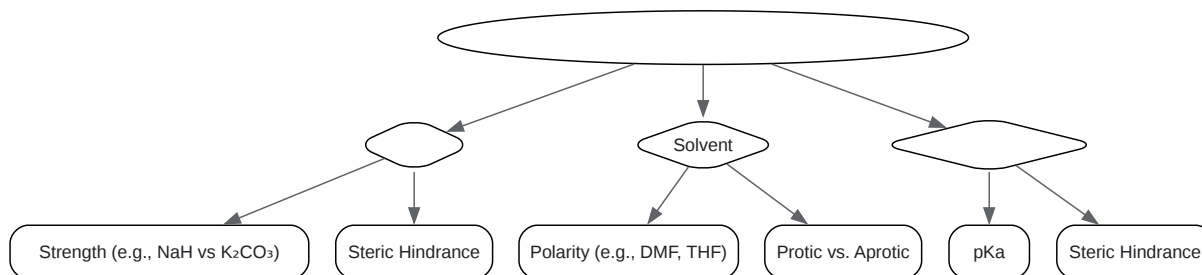 Solvent
Strength (e.g., NaH vs K₂CO₃)
Steric Hindrance
Polarity (e.g., DMF, THF)
Protic vs. Aprotic
pKa
Steric Hindrance